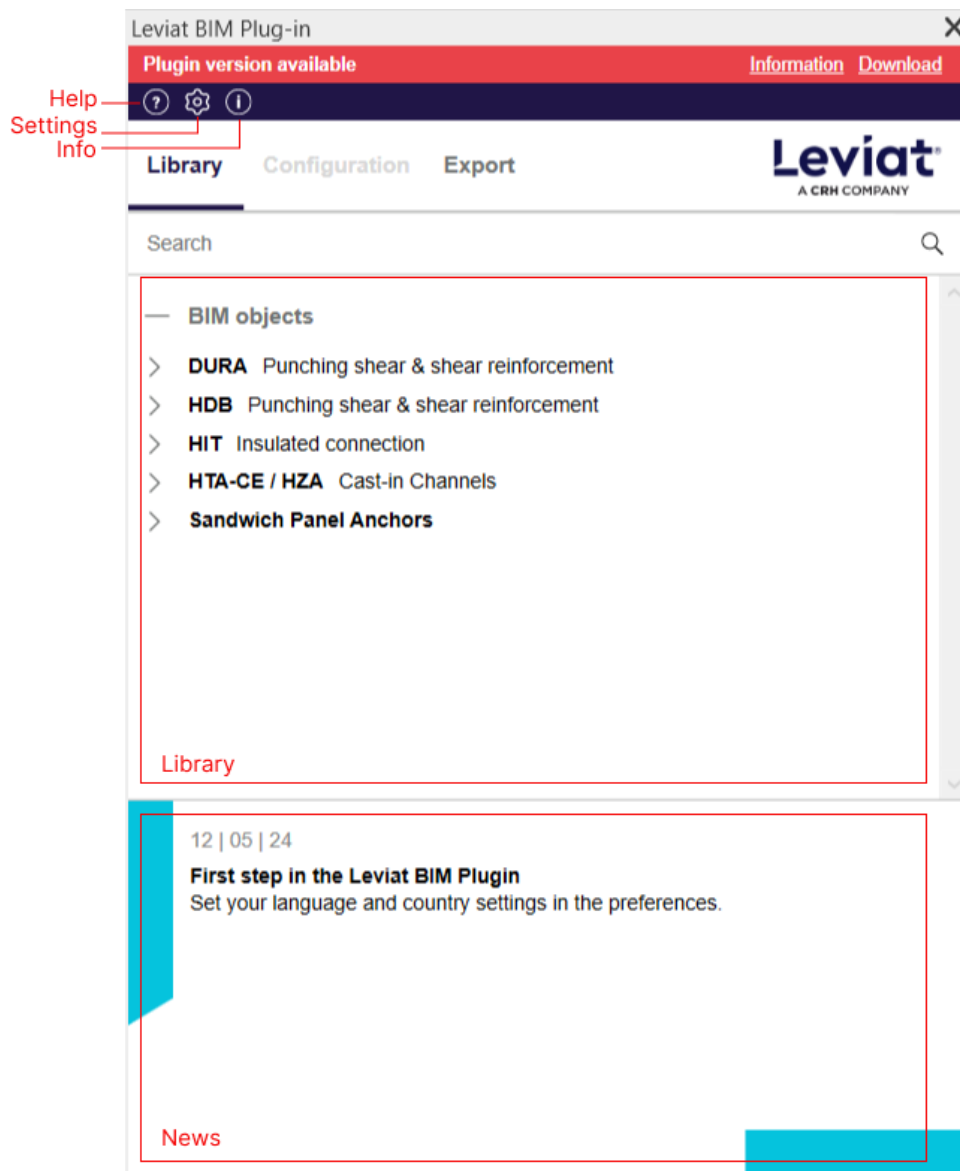 Leviat BIM Plug-in
Plugin version available Information Download
Help
Settings
Info
Library Configuration Export
Leviat
A CRH COMPANY
Search
BIM objects
DURA Punching shear & shear reinforcement
HDB Punching shear & shear reinforcement
HIT Insulated connection
HTA-CE / HZA Cast-in Channels
Sandwich Panel Anchors
Library
12 | 05 | 24
First step in the Leviat BIM Plugin
Set your language and country settings in the preferences.
News